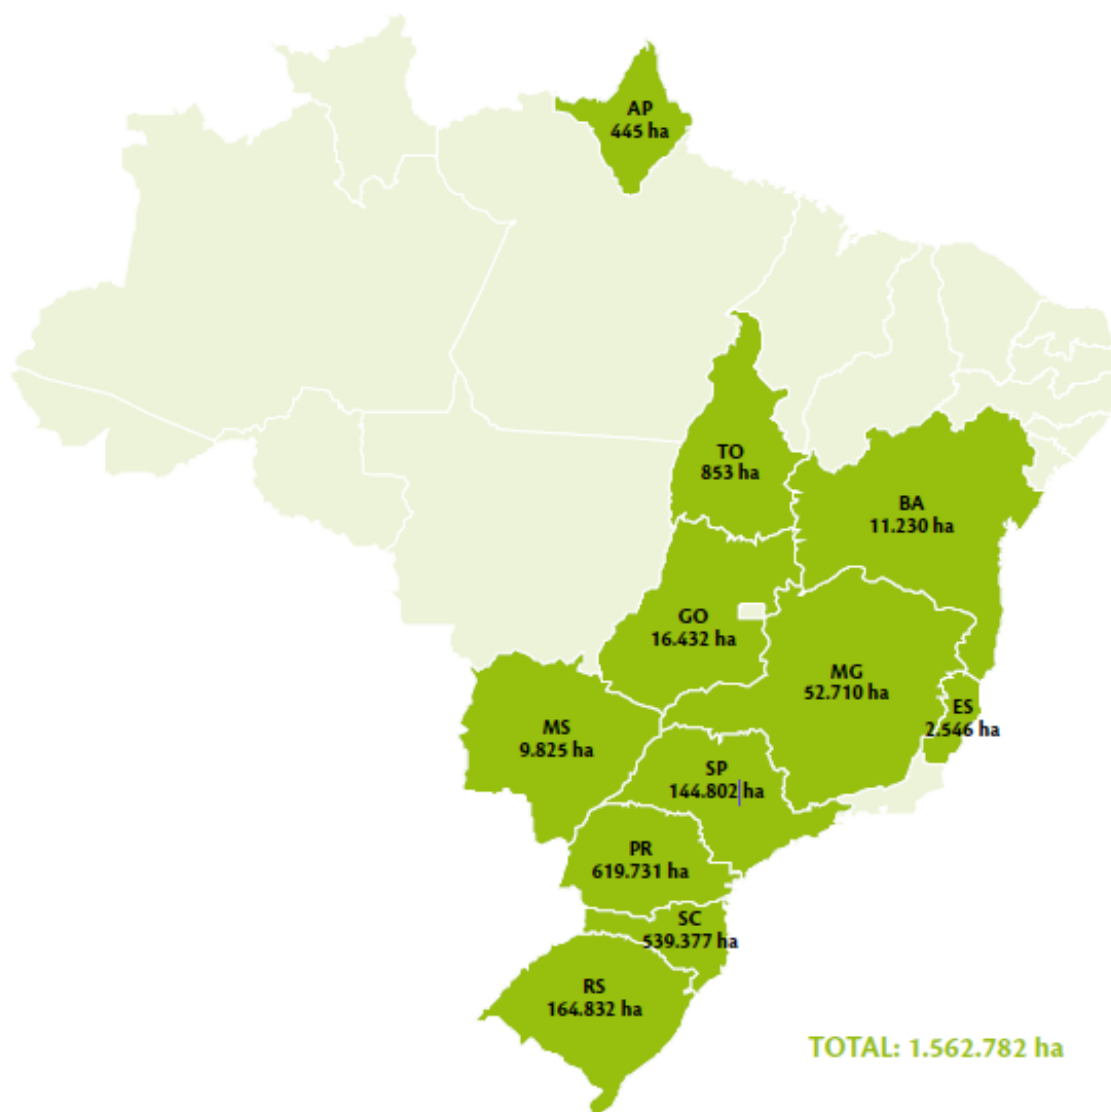 AP
445 ha
TO
853 ha
BA
11.230 ha
GO
16.432 ha
MG
52.710 ha
ES
2.546 ha
MS
9.825 ha
SP
144.802 ha
PR
619.731 ha
SC
539.377 ha
RS
164.832 ha
TOTAL: 1.562.782 ha